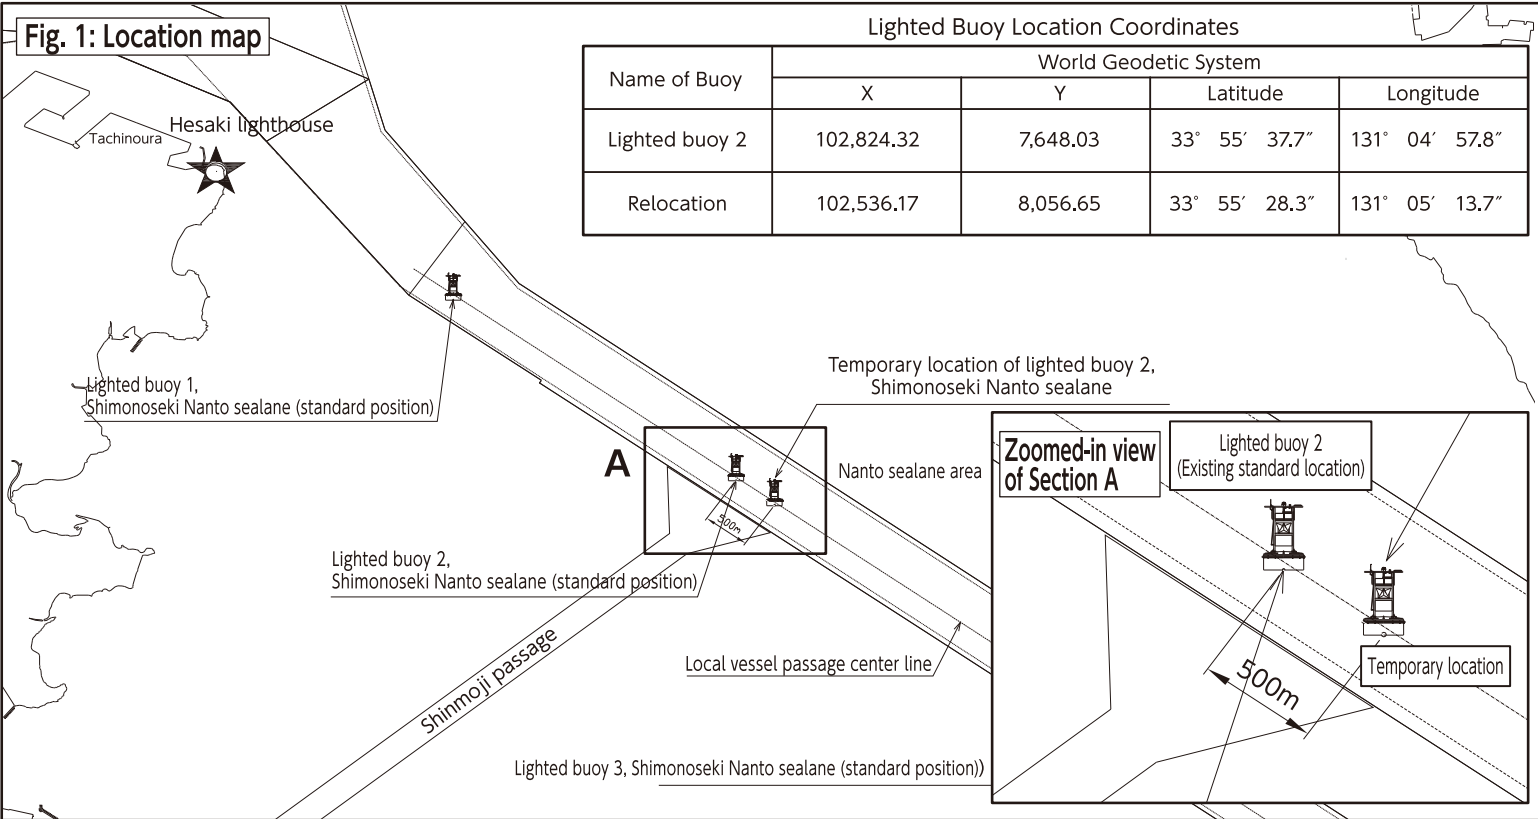 Fig. 1: Location map
Lighted Buoy Location Coordinates
Name of Buoy
World Geodetic System
X
Y
Latitude
Longitude
Lighted buoy 2
102,824.32
7,648.03
33° 55′ 37.7″
131° 04′ 57.8″
Relocation
102,536.17
8,056.65
33° 55′ 28.3″
131° 05′ 13.7″
Hesaki lighthouse
Tachinoura
Lighted buoy 1,
Shimonoseki Nanto sealane (standard position)
Temporary location of lighted buoy 2,
Shimonoseki Nanto sealane
A
Nanto sealane area
500m
Lighted buoy 2,
Shimonoseki Nanto sealane (standard position)
Shinmoji passage
Local vessel passage center line
Lighted buoy 3, Shimonoseki Nanto sealane (standard position))
Zoomed-in view
of Section A
Lighted buoy 2
(Existing standard location)
Temporary location
500m